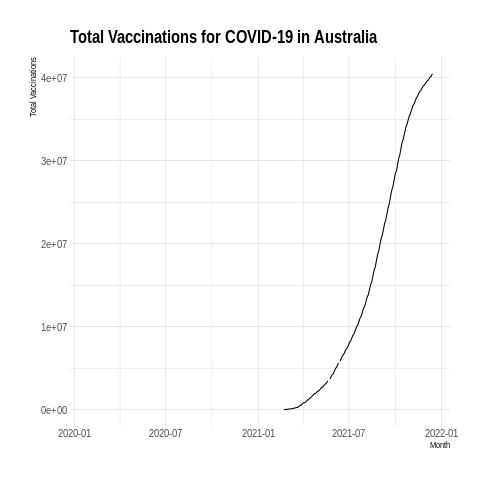 Total Vaccinations for COVID-19 in Australia
Total Vaccinations
4e+07
3e+07
2e+07
1e+07
0e+00
2020-01 2020-07 2021-01 2021-07 2022-01
Month